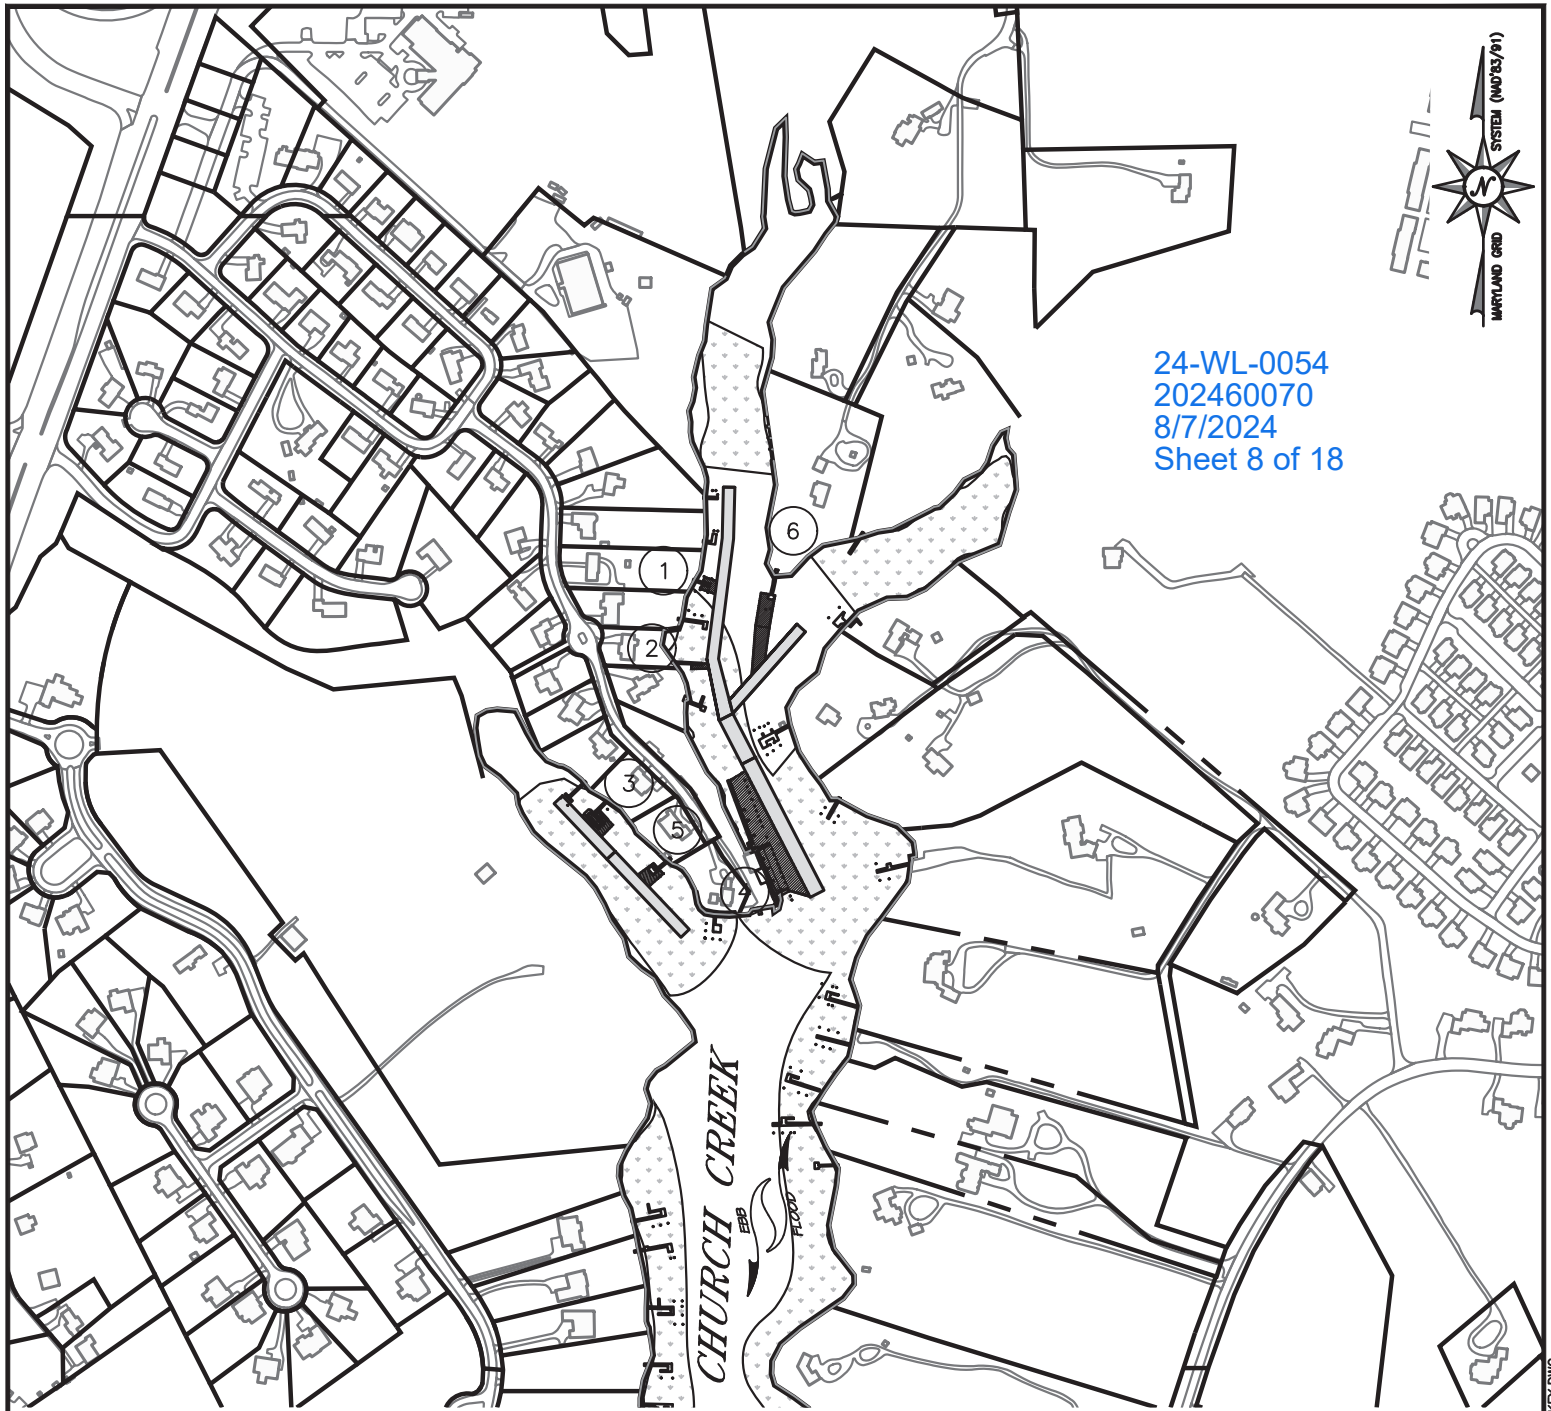 SYSTEM (NAD'83/91)
N
MARYLAND GRID
24-WL-0054
202460070
8/7/2024
Sheet 8 of 18
6
1
2
3
5
4
CHURCH CREEK
EBB
FLOOD